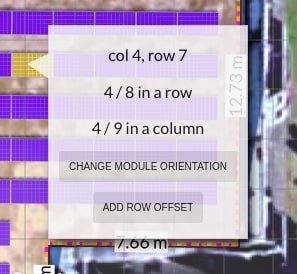 col 4, row 7
4 / 8 in a row
12.73 m
4 / 9 in a column
CHANGE MODULE ORIENTATION
ADD ROW OFFSET
7.66 m
m